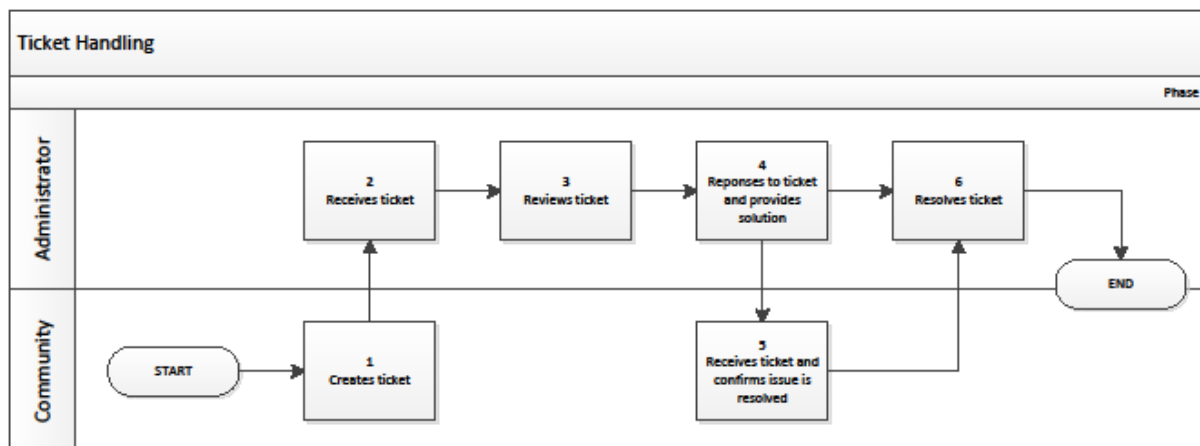 Ticket Handling
Phase
Administrator
2
Receives ticket
3
Reviews ticket
4
Reponses to ticket
and provides
solution
6
Resolves ticket
END
Community
START
1
Creates ticket
5
Receives ticket and
confirms issue is
resolved